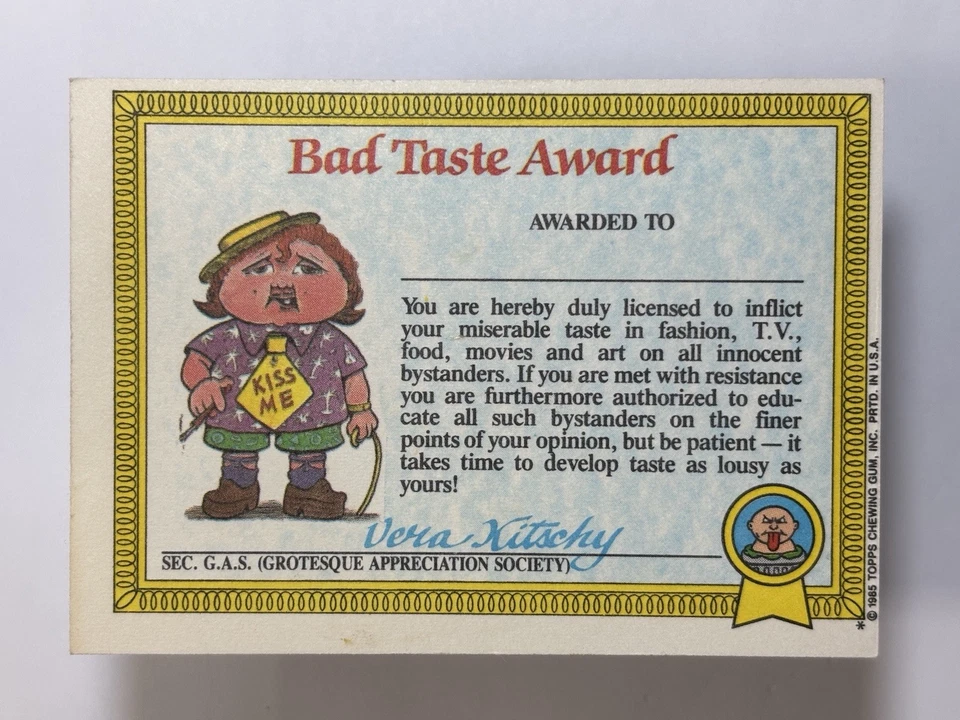 Bad Taste Award
AWARDED TO
KISS
ME
You are hereby duly licensed to inflict
your miserable taste in fashion, T.V.,
food, movies and art on all innocent
bystanders. If you are met with resistance
you are furthermore authorized to edu-
cate all such bystanders on the finer
points of your opinion, but be patient — it
takes time to develop taste as lousy as
yours!
Vera Kitschy
SEC. G.A.S. (GROTESQUE APPRECIATION SOCIETY)
* © 1985 TOPPS CHEWING GUM, INC. PRTD. IN U.S.A.